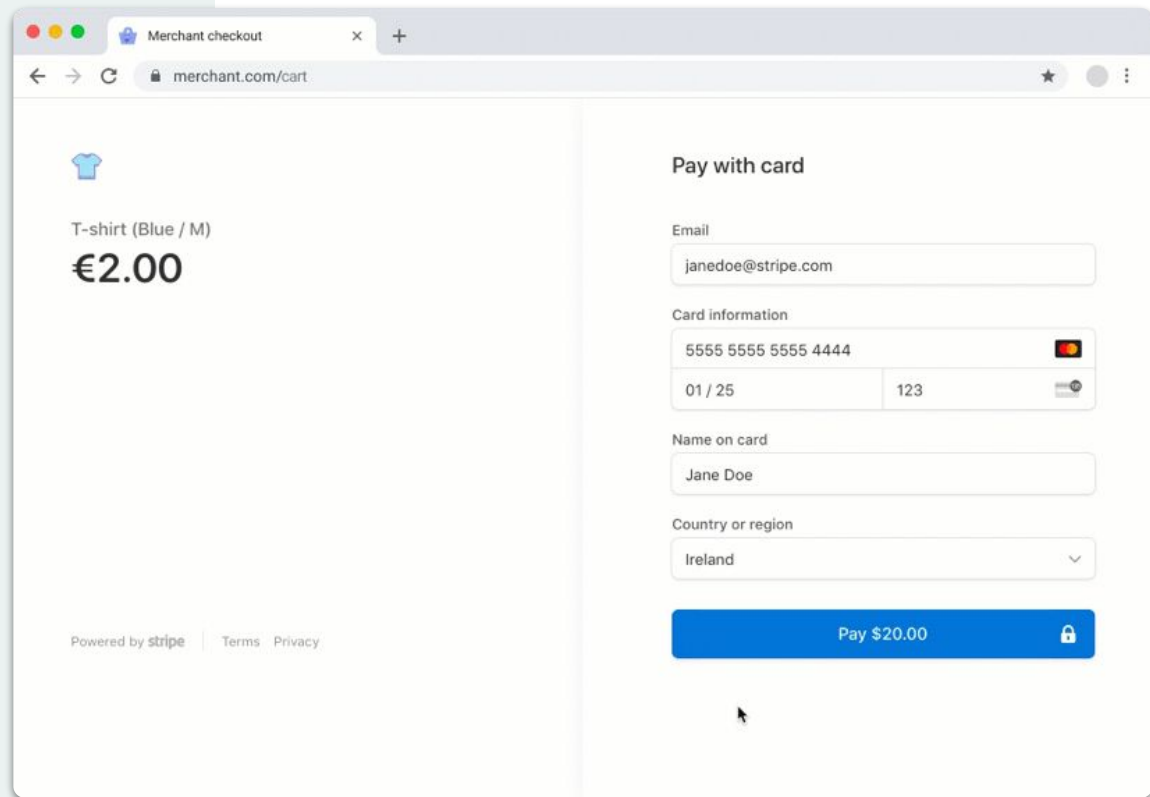 Merchant checkout
merchant.com/cart
T-shirt (Blue / M)
€2.00
Powered by stripe Terms Privacy
Pay with card
Email
janedoe@stripe.com
Card information
5555 5555 5555 4444
01 / 25 123
Name on card
Jane Doe
Country or region
Ireland
Pay $20.00